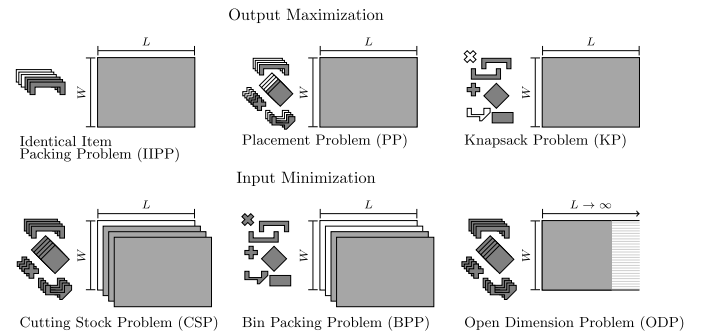 Output Maximization
L
W
Identical Item
Packing Problem (IIPP)
L
W
Placement Problem (PP)
L
W
Knapsack Problem (KP)
Input Minimization
L
W
Cutting Stock Problem (CSP)
L
W
Bin Packing Problem (BPP)
L → ∞
W
Open Dimension Problem (ODP)